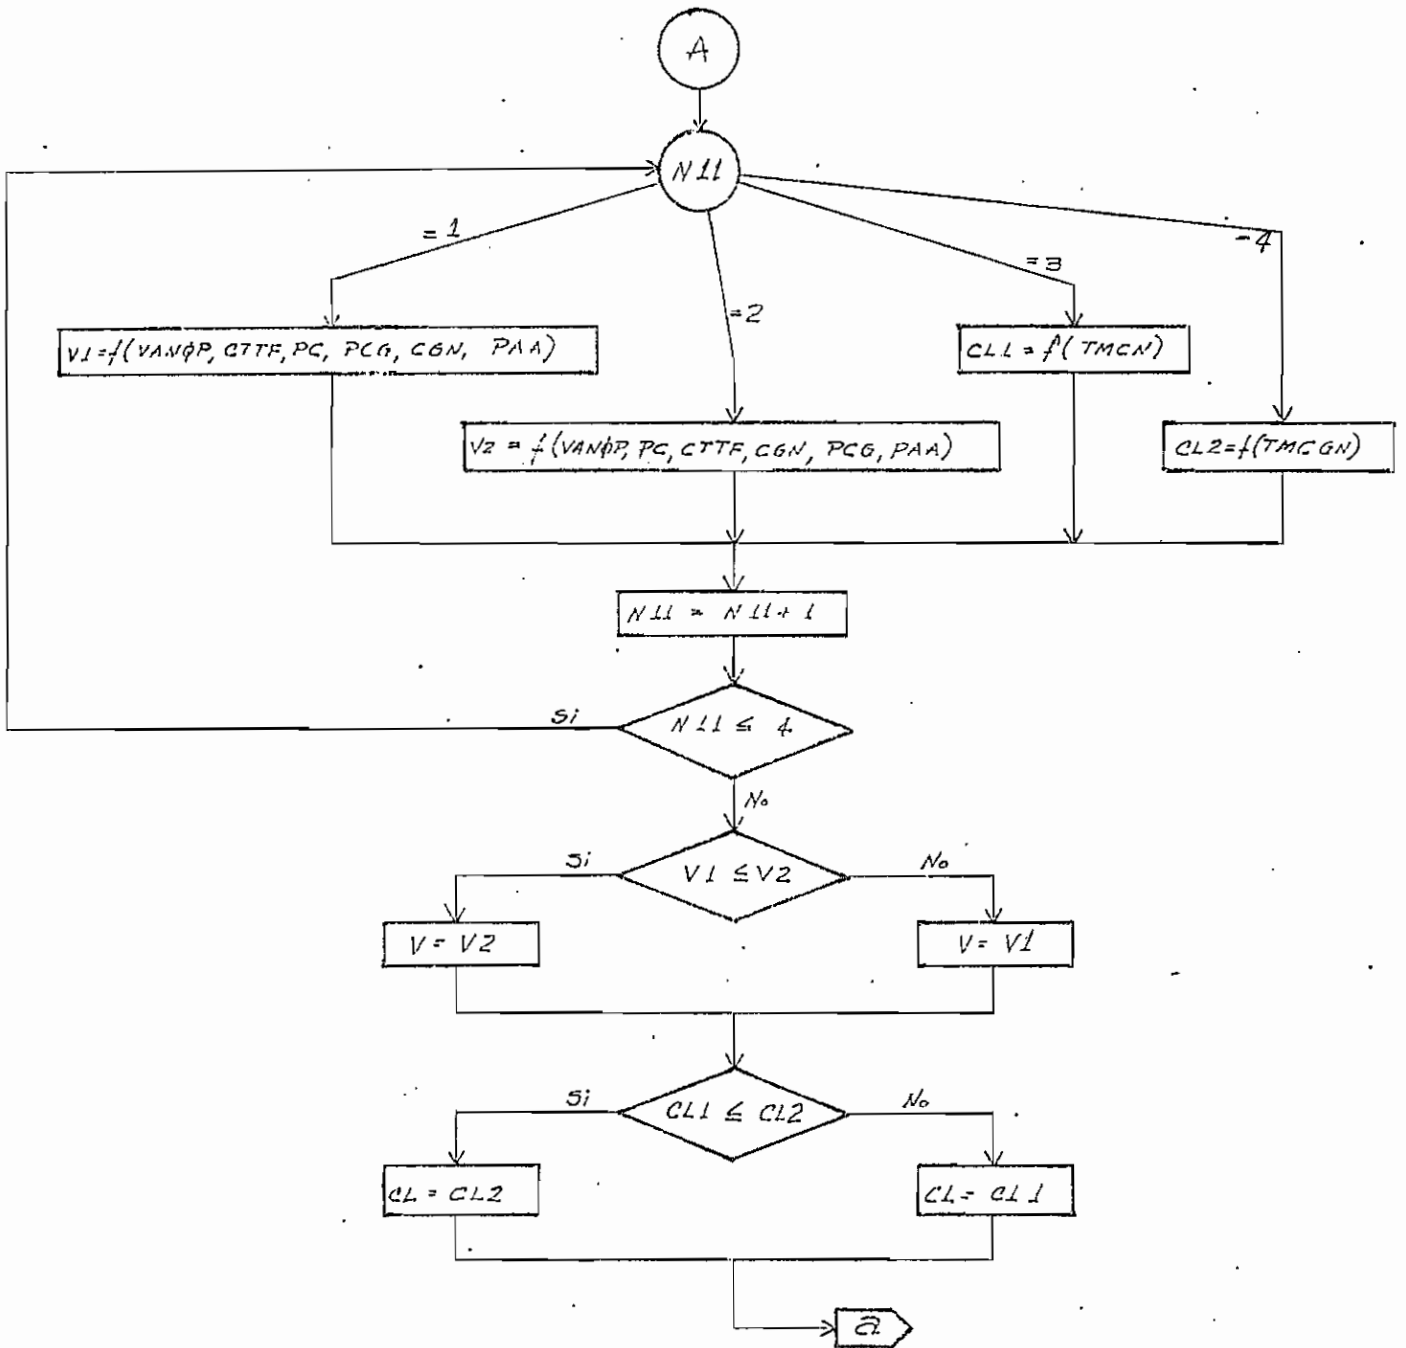 A
N11
= 1
=2
=3
=4
V1=f(VANØP, CTTF, PC, PCG, CGN, PAA)
CL1 = f(TMCN)
V2 = f(VANØP, PC, CTTF, CGN, PCG, PAA)
CL2=f(TMCGN)
N11 = N11+ 1
N11 ≤ 4
Si
No
V1 ≤ V2
Si
No
V = V2
V = V1
CL1 ≤ CL2
Si
No
CL = CL2
CL = CL1
a